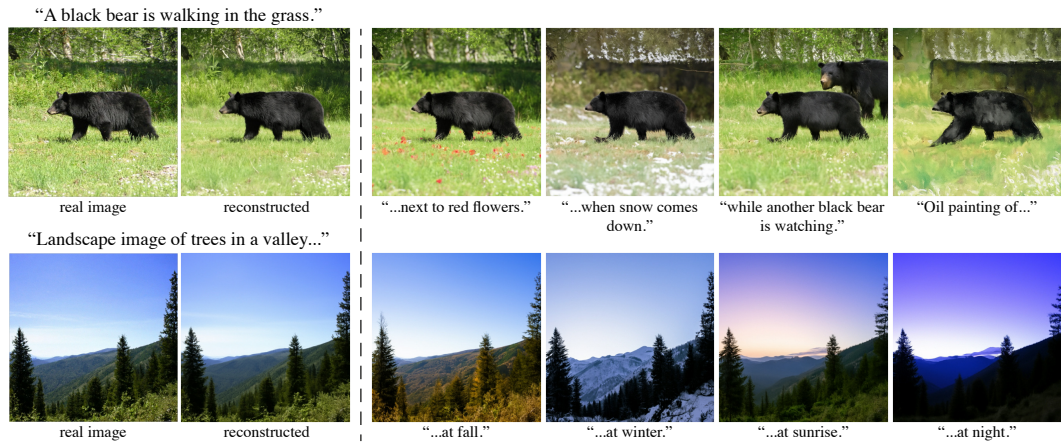 “A black bear is walking in the grass.”
real image
reconstructed
“...next to red flowers.”
“...when snow comes
down.”
“while another black bear
is watching.”
“Oil painting of...”
“Landscape image of trees in a valley...”
real image
reconstructed
“...at fall.”
“...at winter.”
“...at sunrise.”
“...at night.”